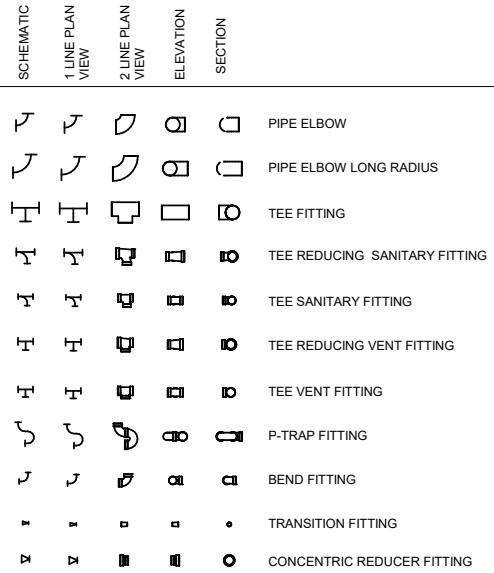 SCHEMATIC
1 LINE PLAN
VIEW
2 LINE PLAN
VIEW
ELEVATION
SECTION
PIPE ELBOW
PIPE ELBOW LONG RADIUS
TEE FITTING
TEE REDUCING SANITARY FITTING
TEE SANITARY FITTING
TEE REDUCING VENT FITTING
TEE VENT FITTING
P-TRAP FITTING
BEND FITTING
TRANSITION FITTING
CONCENTRIC REDUCER FITTING